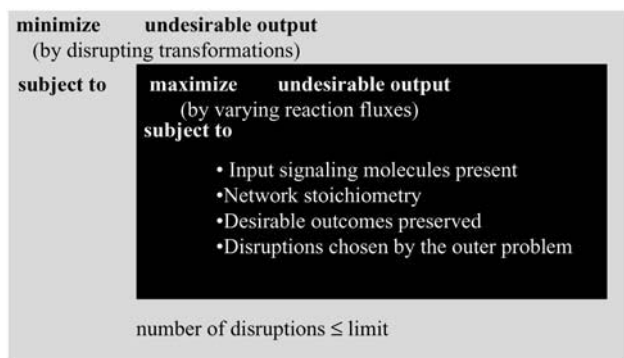 minimize undesirable output
(by disrupting transformations)
subject to maximize undesirable output
(by varying reaction fluxes)
subject to
• Input signaling molecules present
•Network stoichiometry
•Desirable outcomes preserved
•Disruptions chosen by the outer problem
number of disruptions ≤ limit